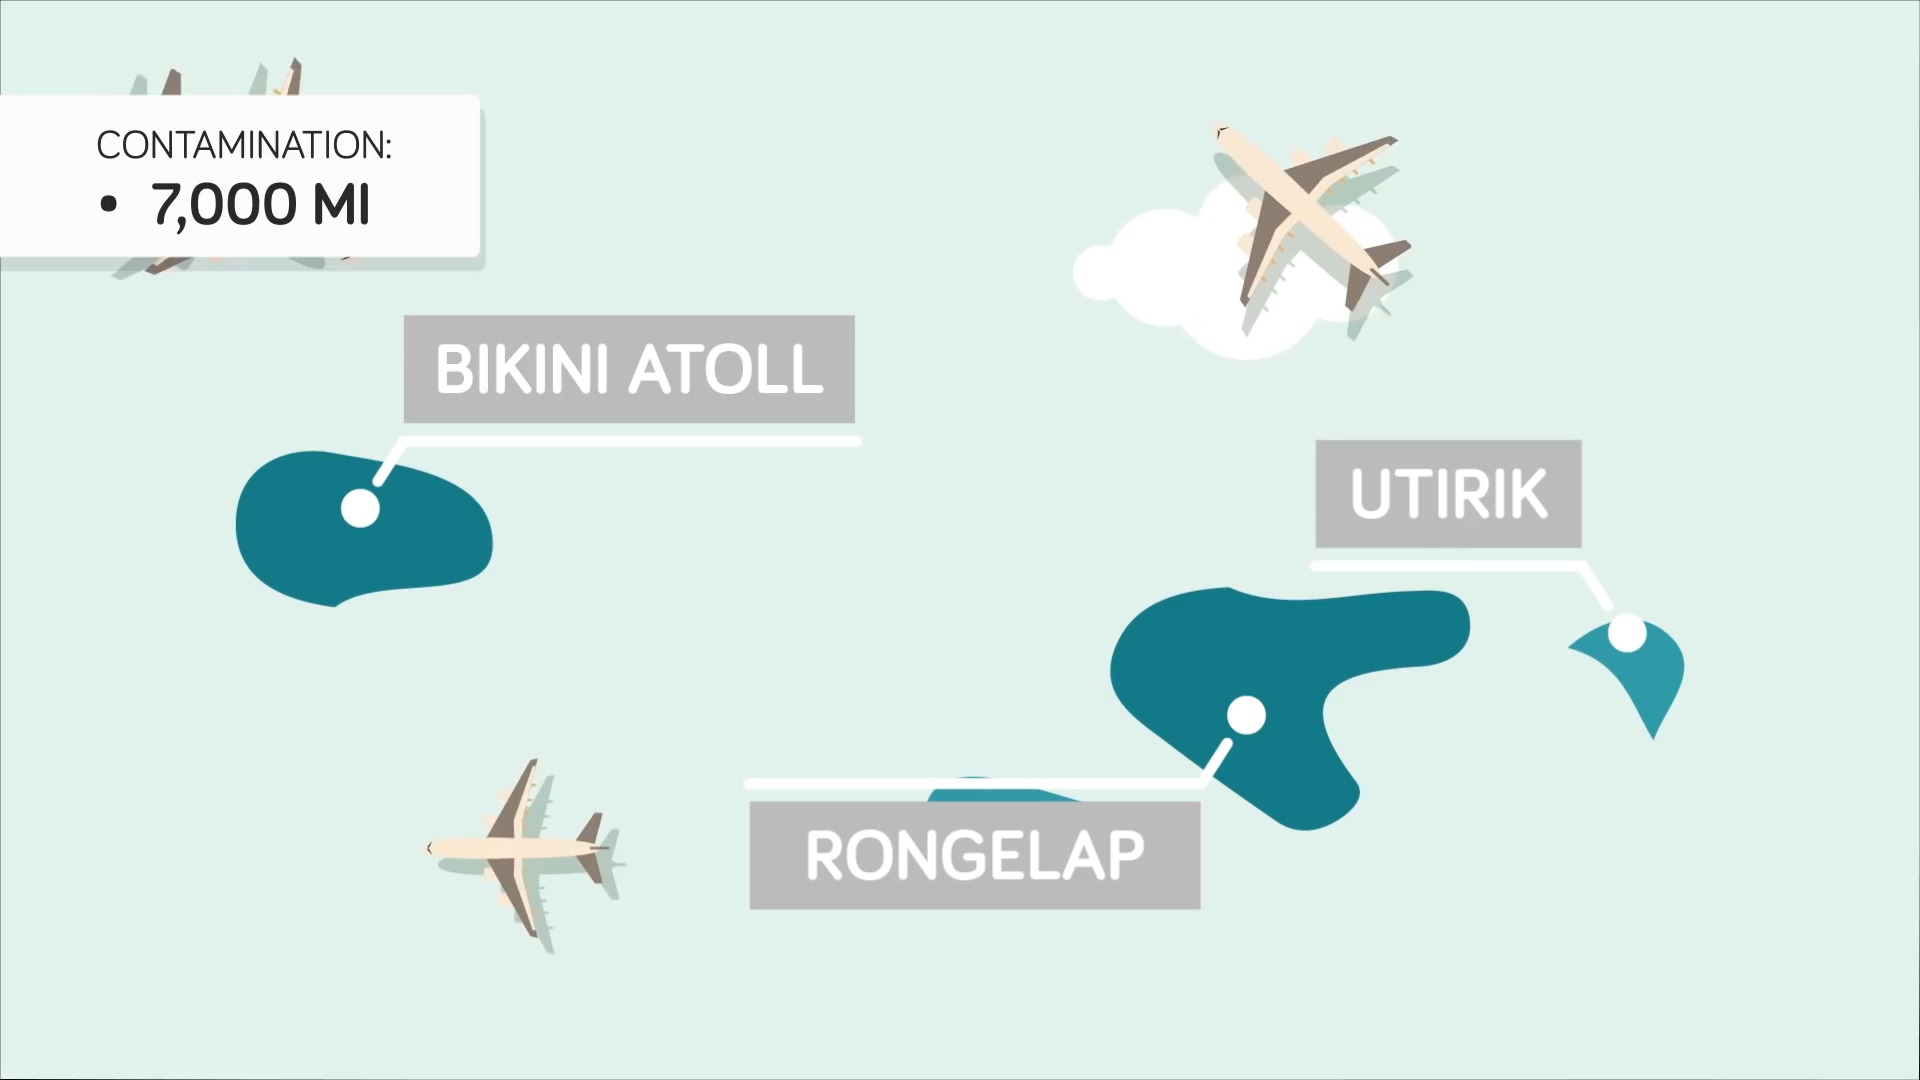 CONTAMINATION:
• 7,000 MI
BIKINI ATOLL
UTIRIK
RONGELAP